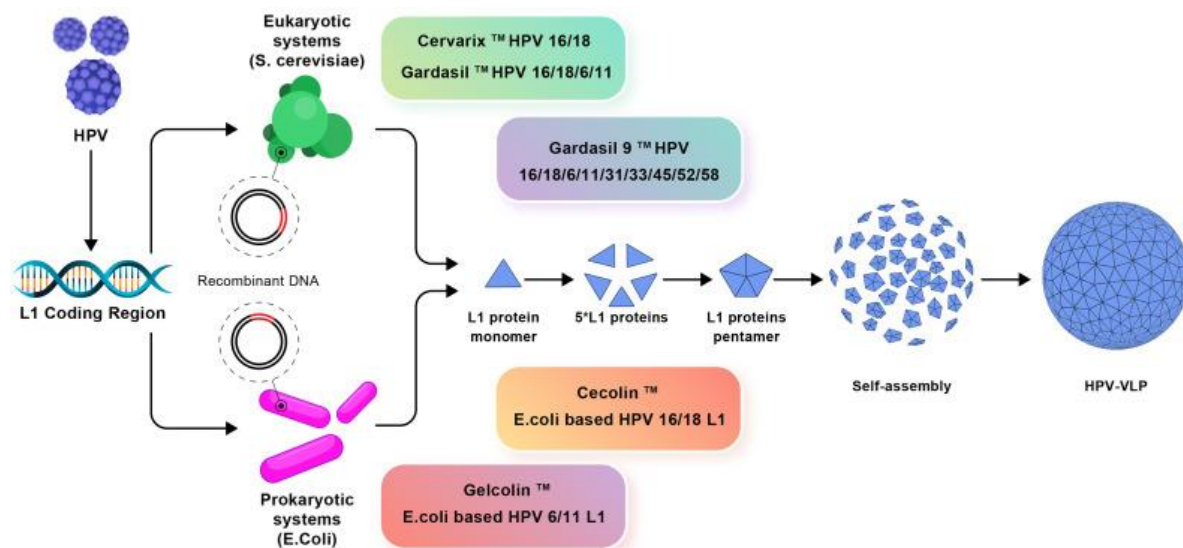 HPV
L1 Coding Region
Eukaryotic
systems
(S. cerevisiae)
Recombinant DNA
Prokaryotic
systems
(E.Coli)
Cervarix ™ HPV 16/18
Gardasil ™ HPV 16/18/6/11
Gardasil 9 ™ HPV
16/18/6/11/31/33/45/52/58
L1 protein
monomer
5*L1 proteins
L1 proteins
pentamer
Self-assembly
HPV-VLP
Cecolin ™
E.coli based HPV 16/18 L1
Gelcolin ™
E.coli based HPV 6/11 L1